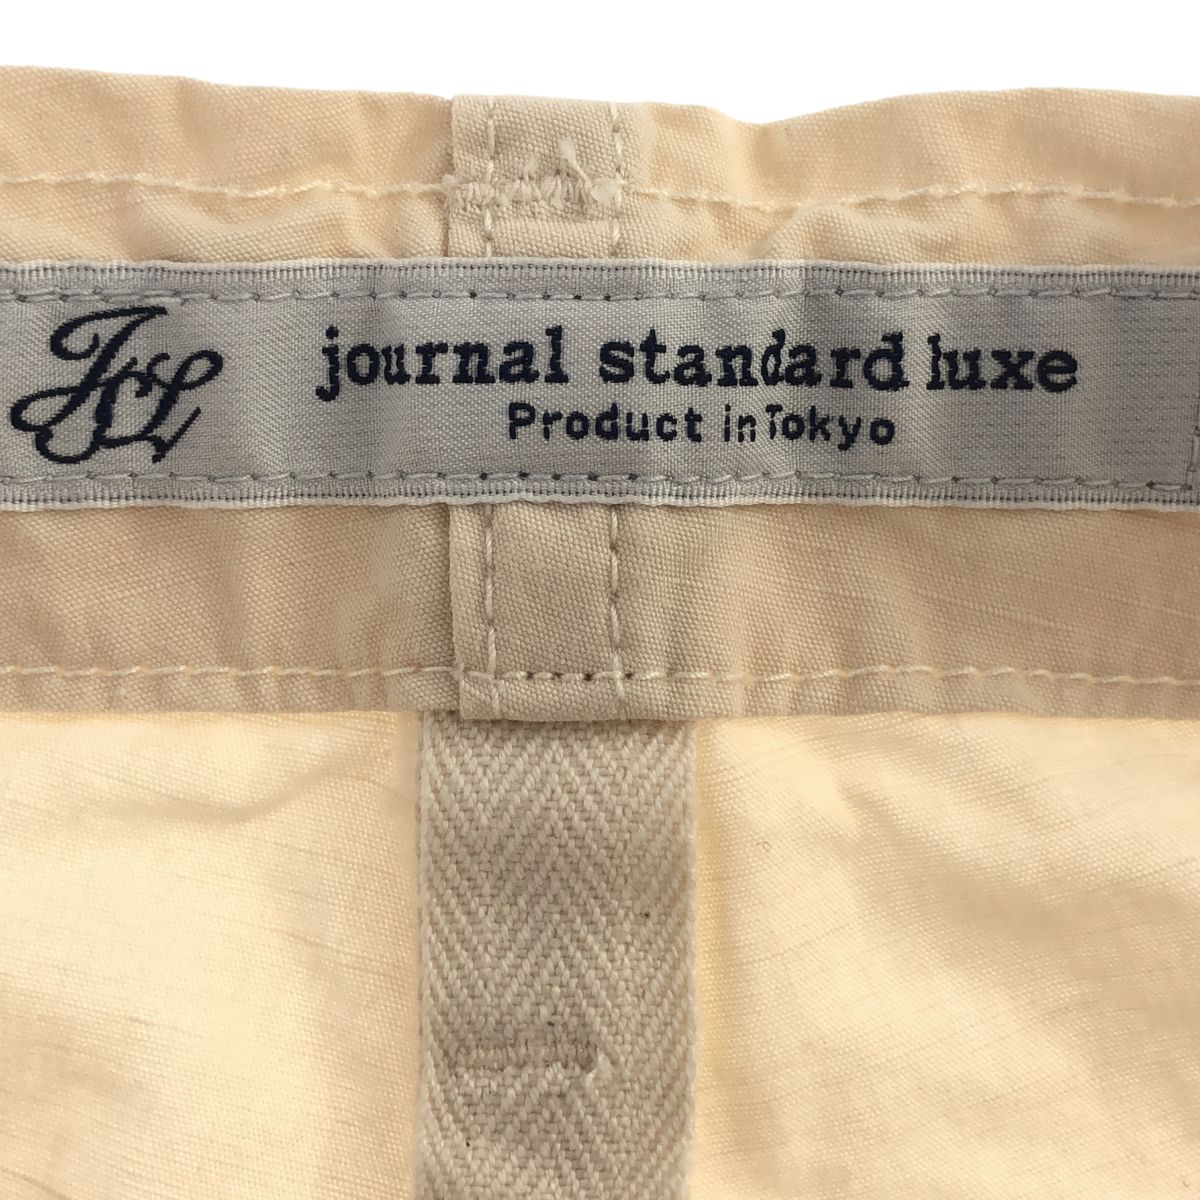 JSL
journal standard luxe
Product in Tokyo